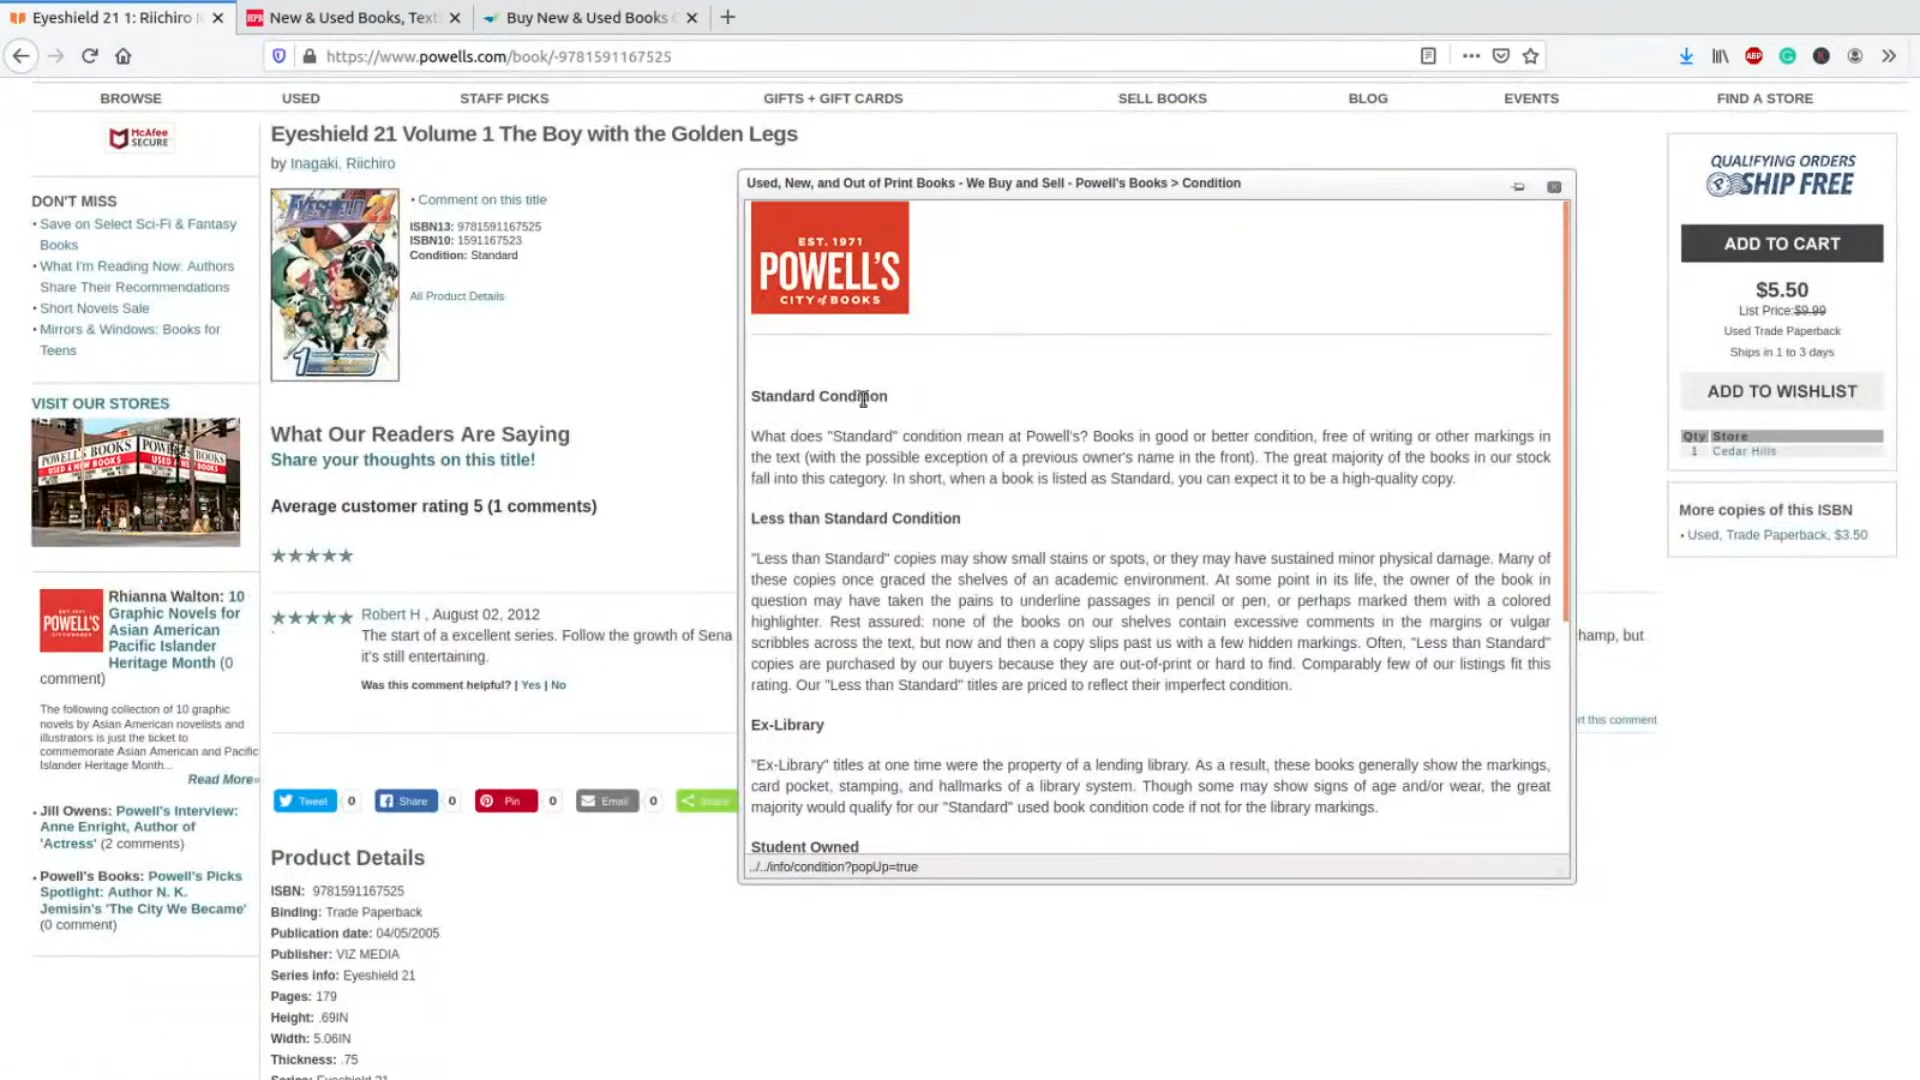 Eyeshield 21 1: Riichiro
New & Used Books, Text
Buy New & Used Books
https://www.powells.com/book/-9781591167525
BROWSE USED STAFF PICKS GIFTS + GIFT CARDS SELL BOOKS BLOG EVENTS FIND A STORE
McAfee
SECURE
DON'T MISS
• Save on Select Sci-Fi & Fantasy
Books
• What I'm Reading Now: Authors
Share Their Recommendations
• Short Novels Sale
• Mirrors & Windows: Books for
Teens
VISIT OUR STORES
POWELL'S BOOKS
USED & NEW BOOKS
Rhianna Walton: 10
Graphic Novels for
Asian American
Pacific Islander
Heritage Month (0
comment)
EST. 1971
POWELL'S
The following collection of 10 graphic
novels by Asian American novelists and
illustrators is just the ticket to
commemorate Asian American and Pacific
Islander Heritage Month...
Read More»
• Jill Owens: Powell's Interview:
Anne Enright, Author of
'Actress' (2 comments)
• Powell's Books: Powell's Picks
Spotlight: Author N. K.
Jemisin's 'The City We Became'
(0 comment)
Eyeshield 21 Volume 1 The Boy with the Golden Legs
by Inagaki, Riichiro
EYESHIELD 21
1
• Comment on this title
ISBN13: 9781591167525
ISBN10: 1591167523
Condition: Standard
All Product Details
What Our Readers Are Saying
Share your thoughts on this title!
Average customer rating 5 (1 comments)
Robert H , August 02, 2012
The start of a excellent series. Follow the growth of Sena
hamp, but
it's still entertaining.
Was this comment helpful? | Yes | No
rt this comment
Tweet 0 Share 0 Pin 0 Email 0 Share
Product Details
ISBN: 9781591167525
Binding: Trade Paperback
Publication date: 04/05/2005
Publisher: VIZ MEDIA
Series info: Eyeshield 21
Pages: 179
Height: .69IN
Width: 5.06IN
Thickness: .75
Series: Eyeshield 21
Used, New, and Out of Print Books - We Buy and Sell - Powell's Books > Condition
EST. 1971
POWELL'S
CITY of BOOKS
Standard Condition
What does "Standard" condition mean at Powell's? Books in good or better condition, free of writing or other markings in
the text (with the possible exception of a previous owner's name in the front). The great majority of the books in our stock
fall into this category. In short, when a book is listed as Standard, you can expect it to be a high-quality copy.
Less than Standard Condition
"Less than Standard" copies may show small stains or spots, or they may have sustained minor physical damage. Many of
these copies once graced the shelves of an academic environment. At some point in its life, the owner of the book in
question may have taken the pains to underline passages in pencil or pen, or perhaps marked them with a colored
highlighter. Rest assured: none of the books on our shelves contain excessive comments in the margins or vulgar
scribbles across the text, but now and then a copy slips past us with a few hidden markings. Often, "Less than Standard"
copies are purchased by our buyers because they are out-of-print or hard to find. Comparably few of our listings fit this
rating. Our "Less than Standard" titles are priced to reflect their imperfect condition.
Ex-Library
"Ex-Library" titles at one time were the property of a lending library. As a result, these books generally show the markings,
card pocket, stamping, and hallmarks of a library system. Though some may show signs of age and/or wear, the great
majority would qualify for our "Standard" used book condition code if not for the library markings.
Student Owned
../../info/condition?popUp=true
QUALIFYING ORDERS
SHIP FREE
ADD TO CART
$5.50
List Price:$9.99
Used Trade Paperback
Ships in 1 to 3 days
ADD TO WISHLIST
Qty Store
1 Cedar Hills
More copies of this ISBN
• Used, Trade Paperback, $3.50